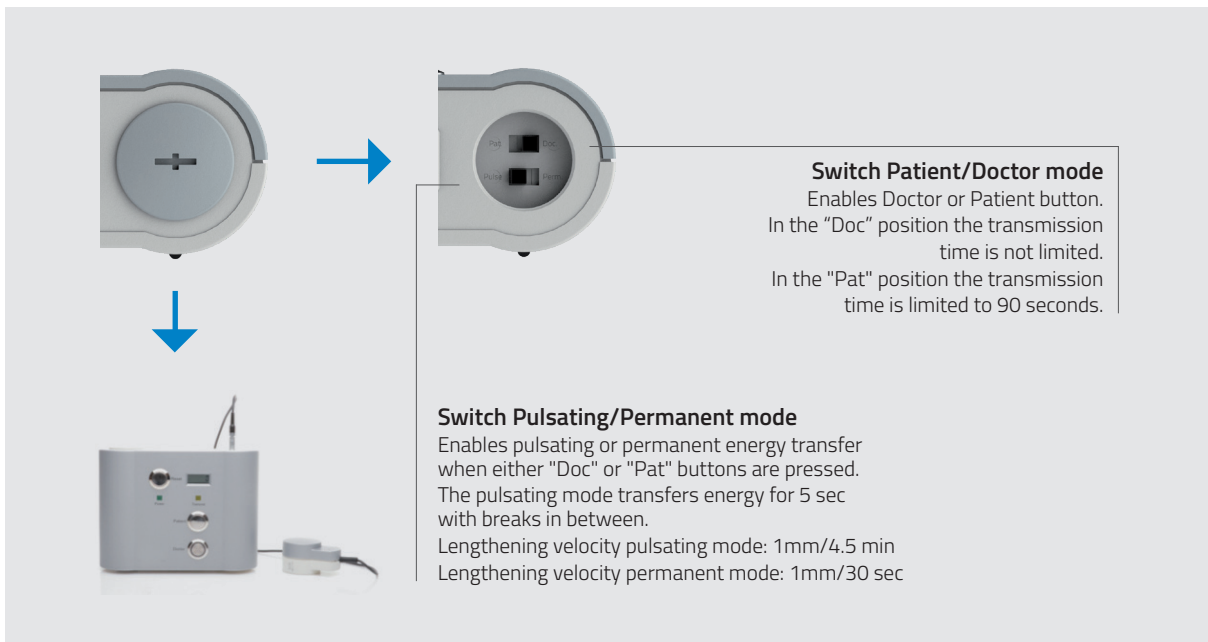 Pat Doc
Pulse Perm
Switch Patient/Doctor mode
Enables Doctor or Patient button.
In the “Doc” position the transmission
time is not limited.
In the "Pat" position the transmission
time is limited to 90 seconds.
Switch Pulsating/Permanent mode
Enables pulsating or permanent energy transfer
when either "Doc" or "Pat" buttons are pressed.
The pulsating mode transfers energy for 5 sec
with breaks in between.
Lengthening velocity pulsating mode: 1mm/4.5 min
Lengthening velocity permanent mode: 1mm/30 sec